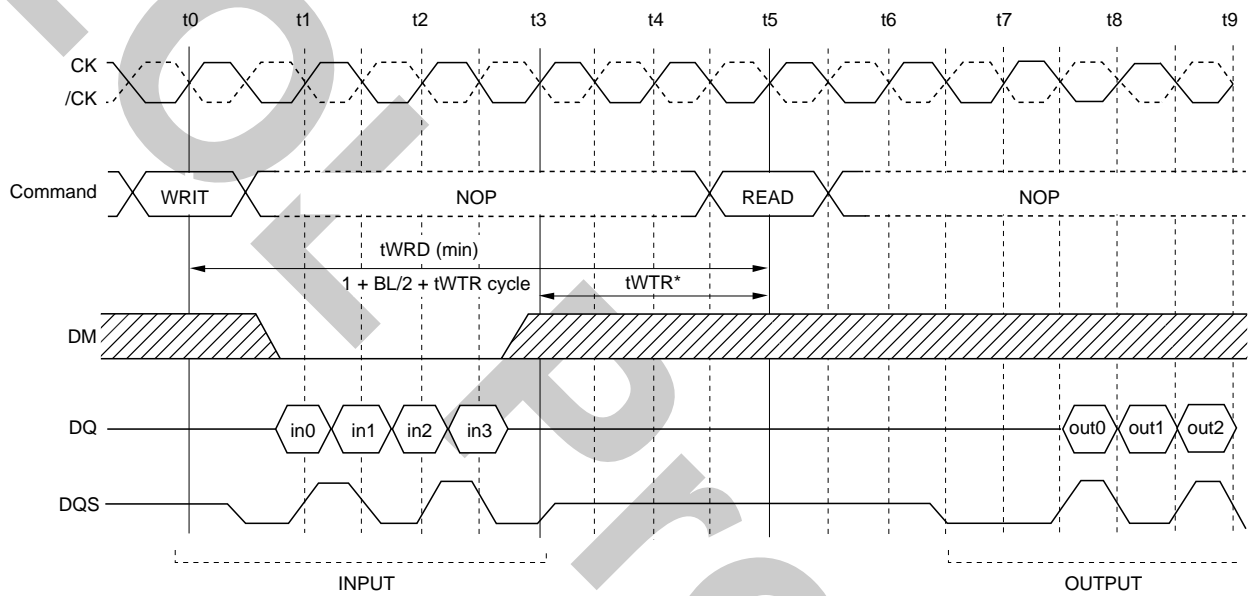 t0 t1 t2 t3 t4 t5 t6 t7 t8 t9
CK
/CK
Command WRIT NOP READ NOP
tWRD (min)
1 + BL/2 + tWTR cycle tWTR*
DM
DQ in0 in1 in2 in3 out0 out1 out2
DQS
INPUT OUTPUT